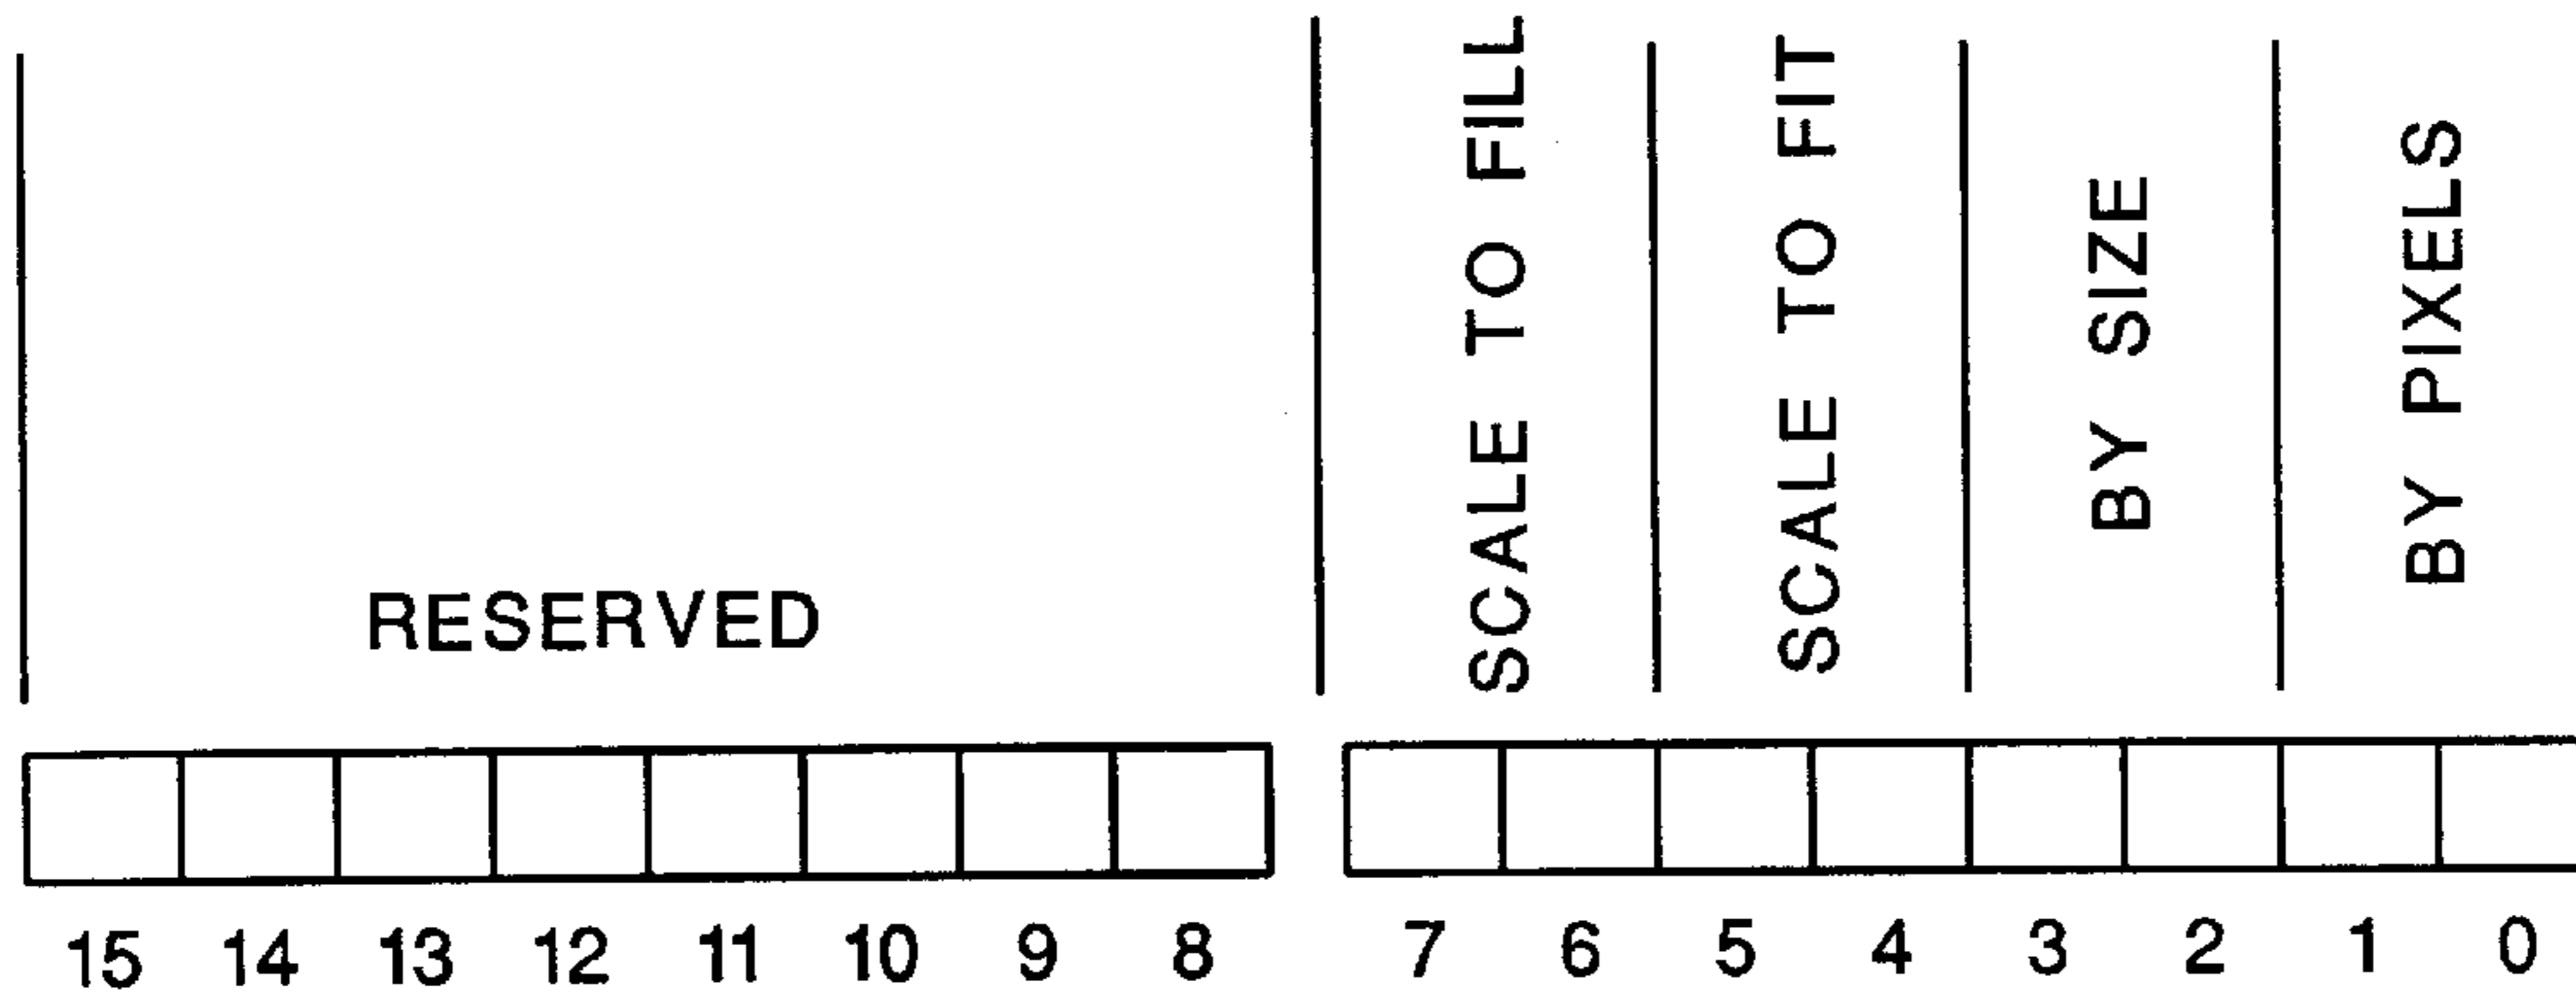 RESERVED
SCALE TO FILL
SCALE TO FIT
BY SIZE
BY PIXELS
15 14 13 12 11 10 9 8 7 6 5 4 3 2 1 0